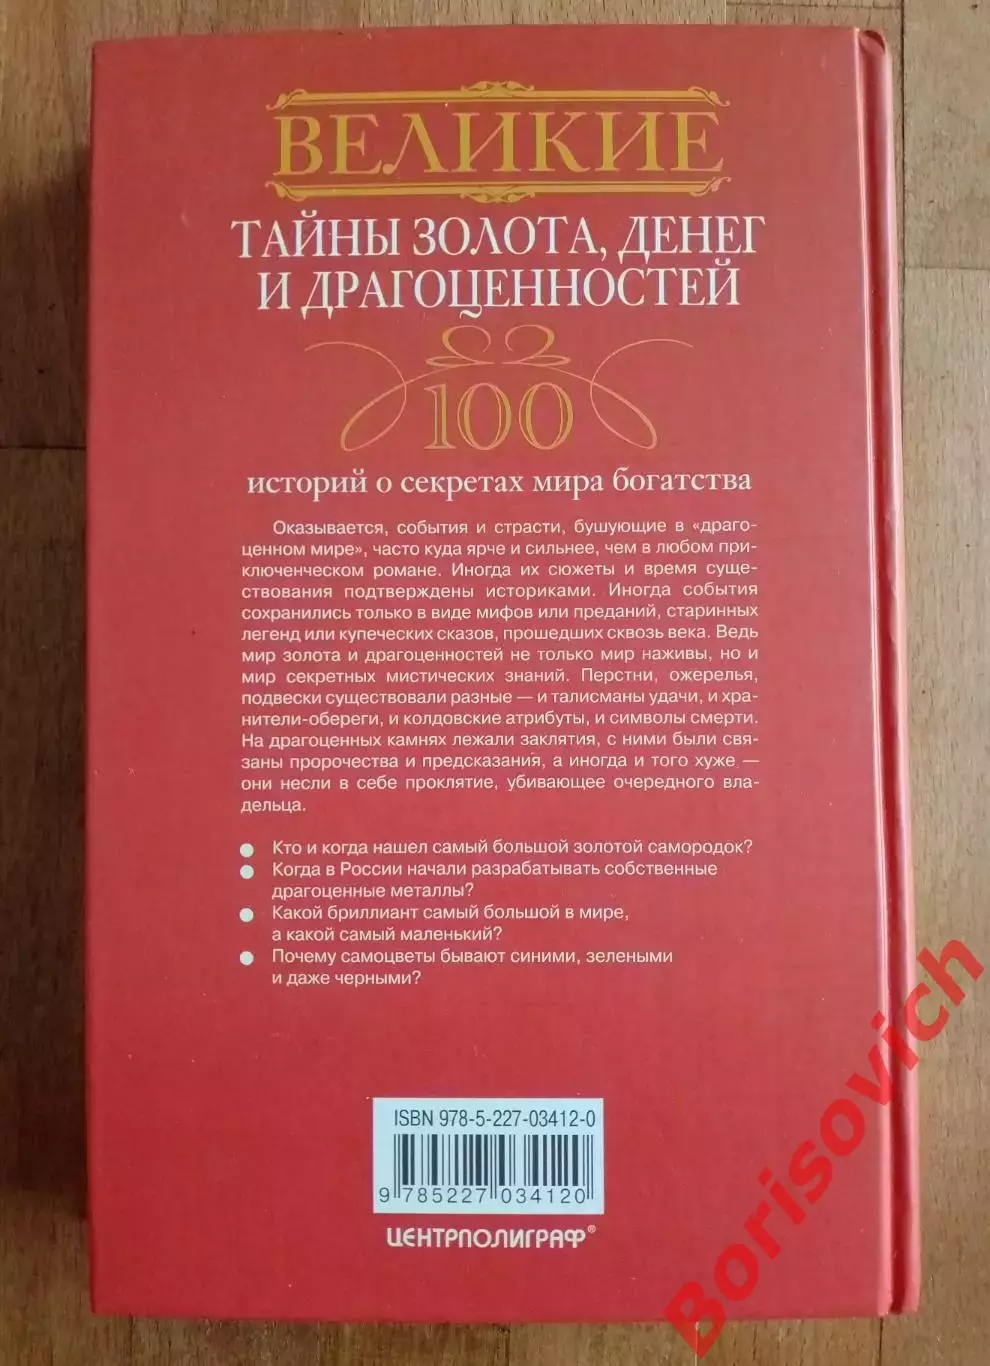 ВЕЛИКИЕ
ТАЙНЫ ЗОЛОТА, ДЕНЕГ
И ДРАГОЦЕННОСТЕЙ
100
историй о секретах мира богатства
Оказывается, события и страсти, бушующие в «драго-
ценном мире», часто куда ярче и сильнее, чем в любом при-
ключенческом романе. Иногда их сюжеты и время суще-
ствования подтверждены историками. Иногда события
сохранились только в виде мифов или преданий, старинных
легенд или купеческих сказов, прошедших сквозь века. Ведь
мир золота и драгоценностей не только мир наживы, но и
мир секретных мистических знаний. Перстни, ожерелья,
подвески существовали разные — и талисманы удачи, и хра-
нители-обереги, и колдовские атрибуты, и символы смерти.
На драгоценных камнях лежали заклятия, с ними были свя-
заны пророчества и предсказания, а иногда и того хуже —
они несли в себе проклятие, убивающее очередного вла-
дельца.
● Кто и когда нашел самый большой золотой самородок?
● Когда в России начали разрабатывать собственные
драгоценные металлы?
● Какой бриллиант самый большой в мире,
а какой самый маленький?
● Почему самоцветы бывают синими, зелеными
и даже черными?
ISBN 978-5-227-03412-0
9 785227 034120
ЦЕНТРПОЛИГРАФ®
Borisovich